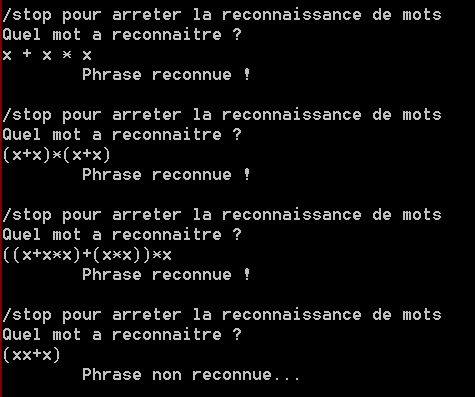 /stop pour arreter la reconnaissance de mots
Quel mot a reconnaitre ?
x + x * x
Phrase reconnue !
/stop pour arreter la reconnaissance de mots
Quel mot a reconnaitre ?
(x+x)*(x+x)
Phrase reconnue !
/stop pour arreter la reconnaissance de mots
Quel mot a reconnaitre ?
((x+x*x)+(x*x))*x
Phrase reconnue !
/stop pour arreter la reconnaissance de mots
Quel mot a reconnaitre ?
(xx+x)
Phrase non reconnue...